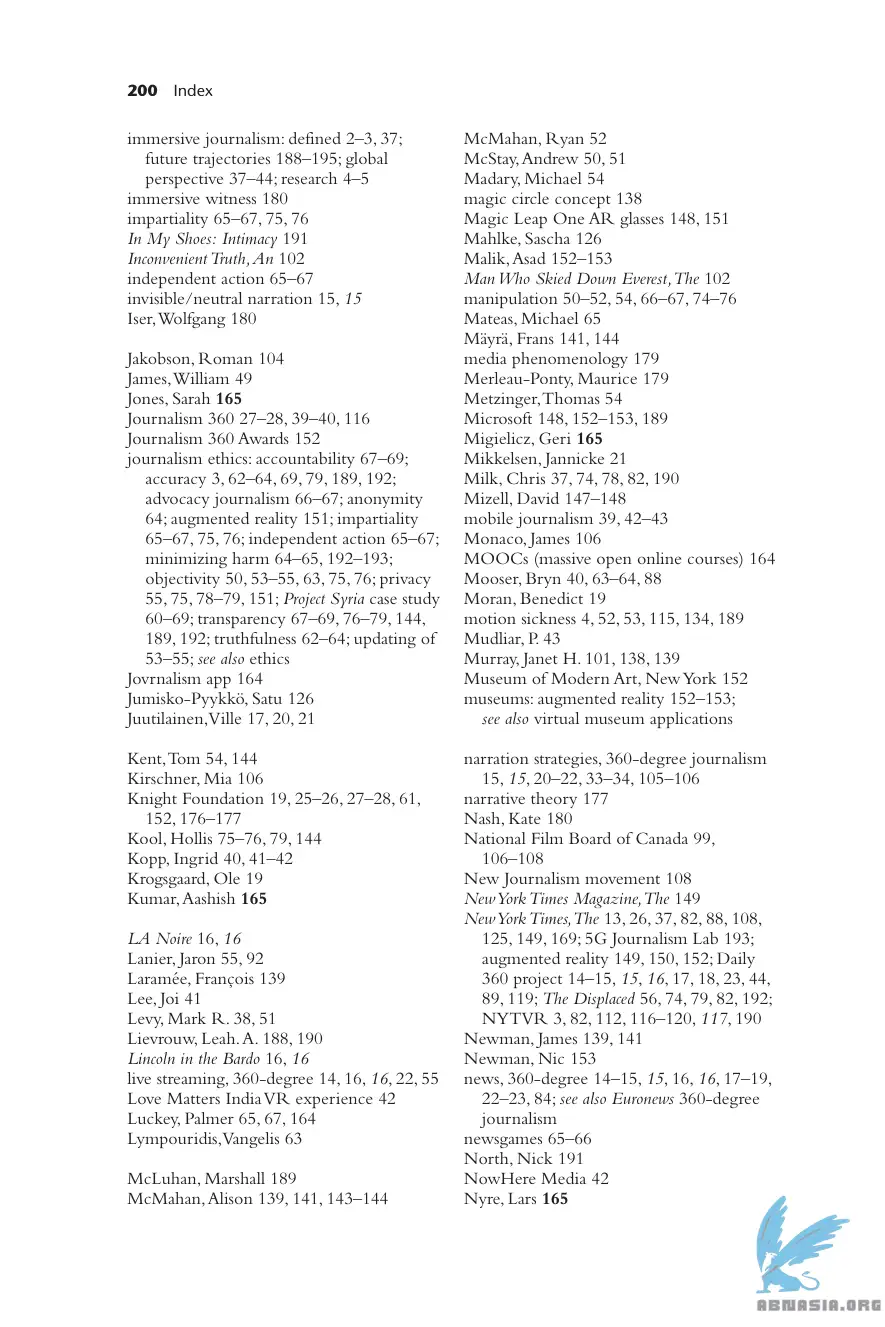 200 Index
immersive journalism: defined 2–3, 37;
future trajectories 188–195; global
perspective 37–44; research 4–5
immersive witness 180
impartiality 65–67, 75, 76
In My Shoes: Intimacy 191
Inconvenient Truth, An 102
independent action 65–67
invisible/neutral narration 15, 15
Iser, Wolfgang 180
Jakobson, Roman 104
James, William 49
Jones, Sarah 165
Journalism 360 27–28, 39–40, 116
Journalism 360 Awards 152
journalism ethics: accountability 67–69;
accuracy 3, 62–64, 69, 79, 189, 192;
advocacy journalism 66–67; anonymity
64; augmented reality 151; impartiality
65–67, 75, 76; independent action 65–67;
minimizing harm 64–65, 192–193;
objectivity 50, 53–55, 63, 75, 76; privacy
55, 75, 78–79, 151; Project Syria case study
60–69; transparency 67–69, 76–79, 144,
189, 192; truthfulness 62–64; updating of
53–55; see also ethics
Jovrnalism app 164
Jumisko-Pyykkö, Satu 126
Juutilainen, Ville 17, 20, 21
Kent, Tom 54, 144
Kirschner, Mia 106
Knight Foundation 19, 25–26, 27–28, 61,
152, 176–177
Kool, Hollis 75–76, 79, 144
Kopp, Ingrid 40, 41–42
Krogsgaard, Ole 19
Kumar, Aashish 165
LA Noire 16, 16
Lanier, Jaron 55, 92
Laramée, François 139
Lee, Joi 41
Levy, Mark R. 38, 51
Lievrouw, Leah. A. 188, 190
Lincoln in the Bardo 16, 16
live streaming, 360-degree 14, 16, 16, 22, 55
Love Matters India VR experience 42
Luckey, Palmer 65, 67, 164
Lympouridis, Vangelis 63
McLuhan, Marshall 189
McMahan, Alison 139, 141, 143–144
McMahan, Ryan 52
McStay, Andrew 50, 51
Madary, Michael 54
magic circle concept 138
Magic Leap One AR glasses 148, 151
Mahlke, Sascha 126
Malik, Asad 152–153
Man Who Skied Down Everest, The 102
manipulation 50–52, 54, 66–67, 74–76
Mateas, Michael 65
Mäyrä, Frans 141, 144
media phenomenology 179
Merleau-Ponty, Maurice 179
Metzinger, Thomas 54
Microsoft 148, 152–153, 189
Migielicz, Geri 165
Mikkelsen, Jannicke 21
Milk, Chris 37, 74, 78, 82, 190
Mizell, David 147–148
mobile journalism 39, 42–43
Monaco, James 106
MOOCs (massive open online courses) 164
Mooser, Bryn 40, 63–64, 88
Moran, Benedict 19
motion sickness 4, 52, 53, 115, 134, 189
Mudliar, P. 43
Murray, Janet H. 101, 138, 139
Museum of Modern Art, New York 152
museums: augmented reality 152–153;
see also virtual museum applications
narration strategies, 360-degree journalism
15, 15, 20–22, 33–34, 105–106
narrative theory 177
Nash, Kate 180
National Film Board of Canada 99,
106–108
New Journalism movement 108
New York Times Magazine, The 149
New York Times, The 13, 26, 37, 82, 88, 108,
125, 149, 169; 5G Journalism Lab 193;
augmented reality 149, 150, 152; Daily
360 project 14–15, 15, 16, 17, 18, 23, 44,
89, 119; The Displaced 56, 74, 79, 82, 192;
NYTVR 3, 82, 112, 116–120, 117, 190
Newman, James 139, 141
Newman, Nic 153
news, 360-degree 14–15, 15, 16, 16, 17–19,
22–23, 84; see also Euronews 360-degree
journalism
newsgames 65–66
North, Nick 191
NowHere Media 42
Nyre, Lars 165
ABNASIA.ORG